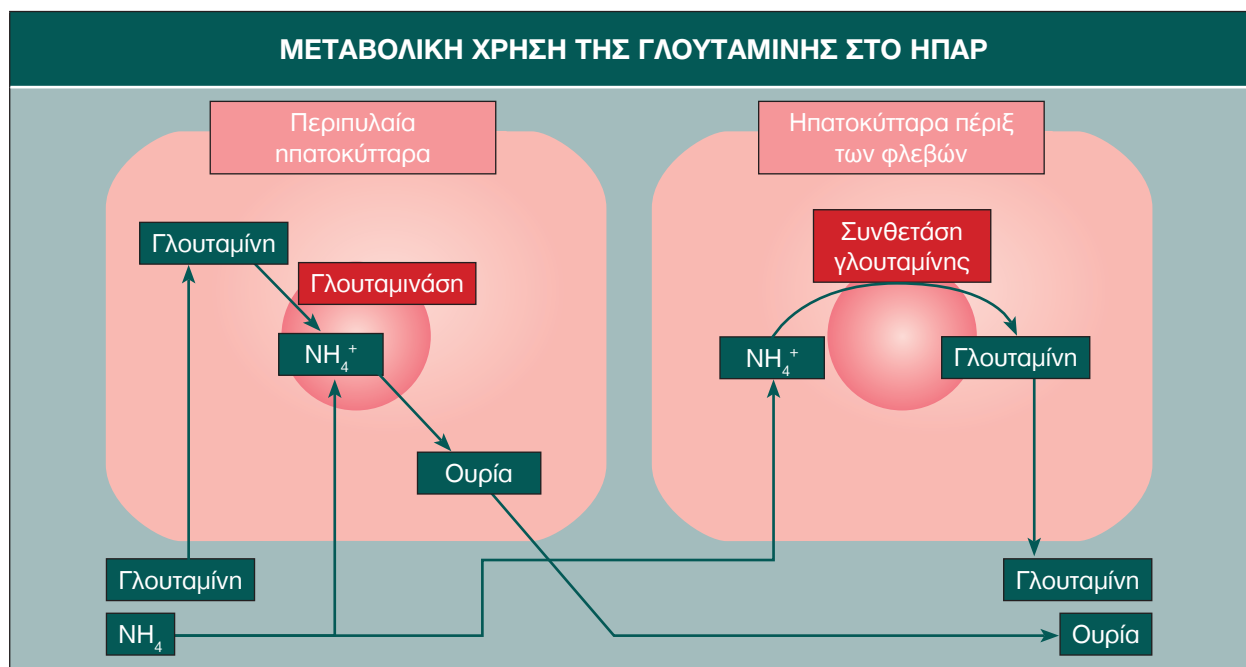 ΜΕΤΑΒΟΛΙΚΗ ΧΡΗΣΗ ΤΗΣ ΓΛΟΥΤΑΜΙΝΗΣ ΣΤΟ ΗΠΑΡ
Περιπυλαία
ηπατοκύτταρα
Γλουταμίνη
Γλουταμινάση
NH₄⁺
Ουρία
Γλουταμίνη
NH₄
Ηπατοκύτταρα πέριξ
των φλεβών
Συνθετάση
γλουταμίνης
NH₄⁺
Γλουταμίνη
Γλουταμίνη
Ουρία